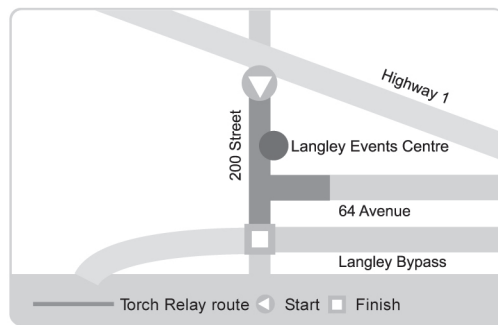 Highway 1
200 Street
Langley Events Centre
64 Avenue
Langley Bypass
Torch Relay route Start Finish